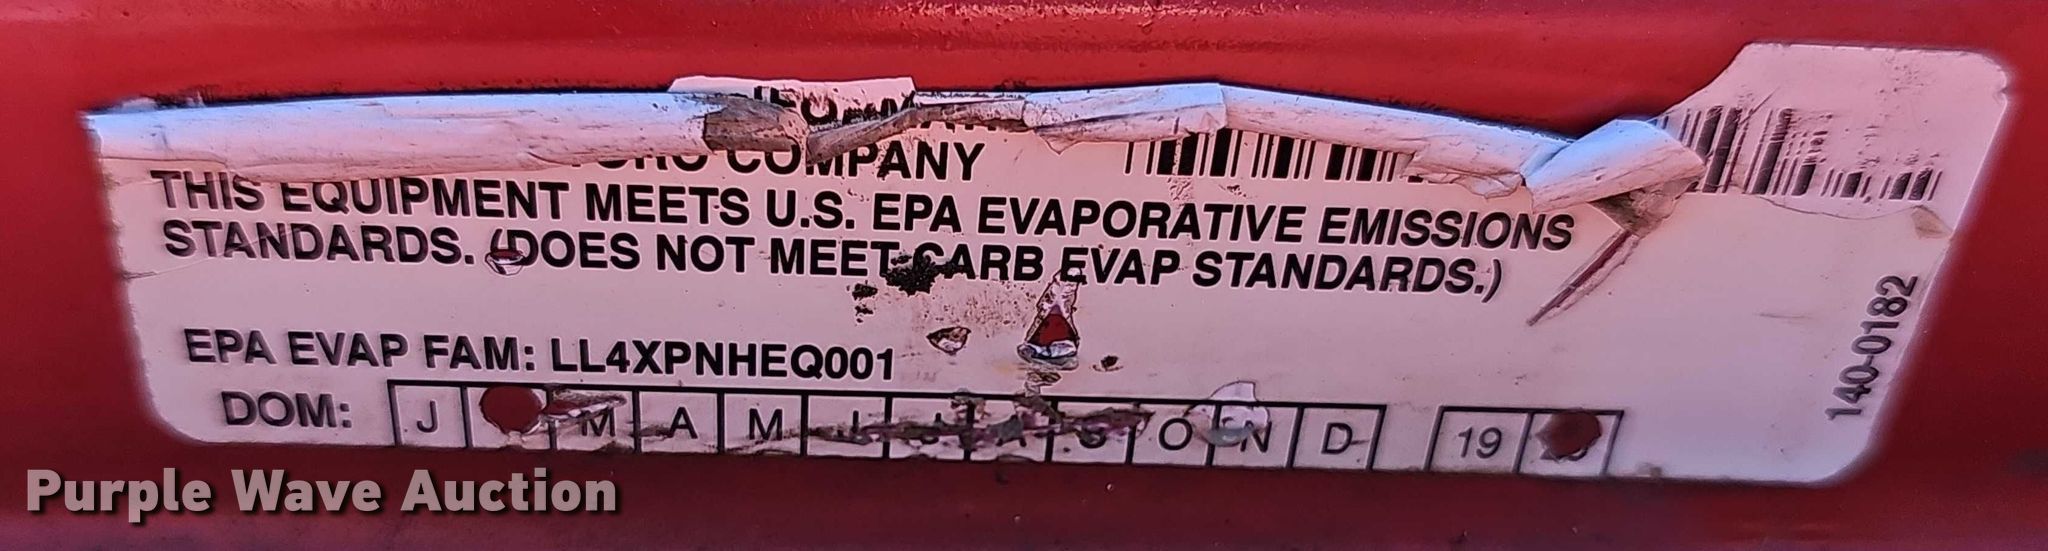 COMPANY
THIS EQUIPMENT MEETS U.S. EPA EVAPORATIVE EMISSIONS
STANDARDS. (DOES NOT MEET CARB EVAP STANDARDS.)
EPA EVAP FAM: LL4XPNHEQ001
DOM: J M A M J J A S O N D 19
140-0182
Purple Wave Auction